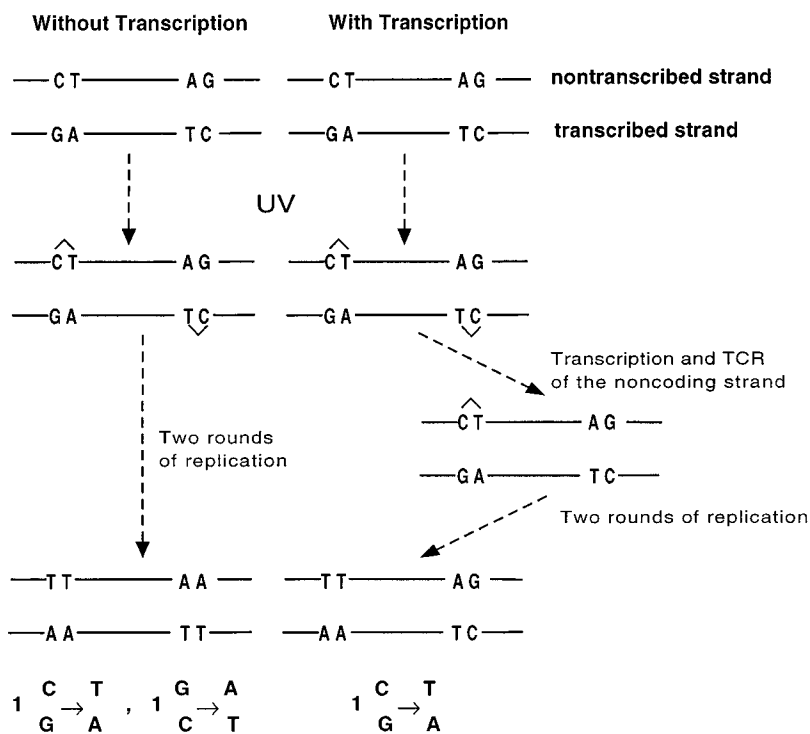 Without Transcription With Transcription
CT AG CT AG nontranscribed strand
GA TC GA TC transcribed strand
UV
CT AG CT AG
GA TC GA TC
Transcription and TCR
of the noncoding strand
CT AG
Two rounds
of replication
GA TC
Two rounds of replication
TT AA TT AG
AA TT AA TC
C T G A C T
1 → , 1 → 1 →
G A C T G A